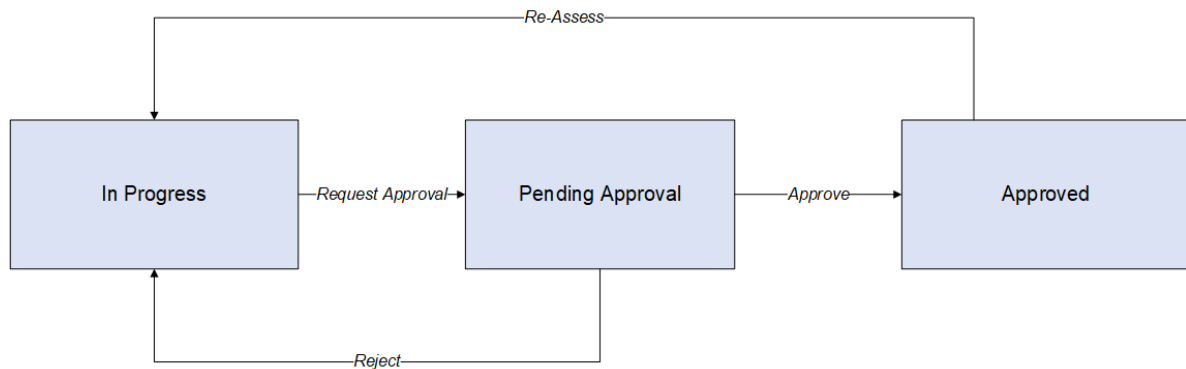 Re-Assess
In Progress
Request Approval
Pending Approval
Approve
Approved
Reject